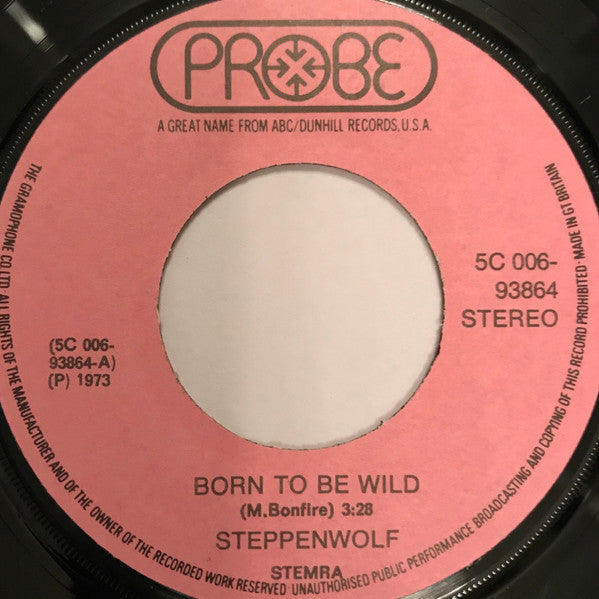 PROBE
A GREAT NAME FROM ABC/DUNHILL RECORDS, U.S.A.
THE GRAMOPHONE CO. LTD · ALL RIGHTS OF THE MANUFACTURER AND OF THE OWNER OF THE RECORDED WORK RESERVED UNAUTHORISED PUBLIC PERFORMANCE BROADCASTING AND COPYING OF THIS RECORD PROHIBITED · MADE IN GT BRITAIN
5C 006-
93864
STEREO
(5C 006-
93864-A)
(P) 1973
BORN TO BE WILD
(M.Bonfire) 3:28
STEPPENWOLF
STEMRA